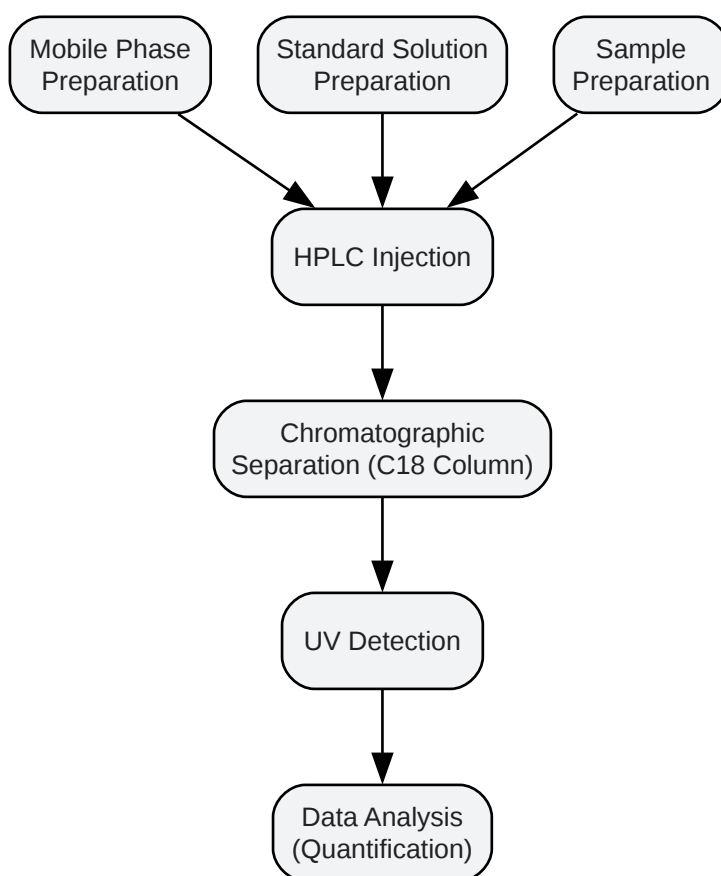 Mobile Phase
Preparation
Standard Solution
Preparation
Sample
Preparation
HPLC Injection
Chromatographic
Separation (C18 Column)
UV Detection
Data Analysis
(Quantification)